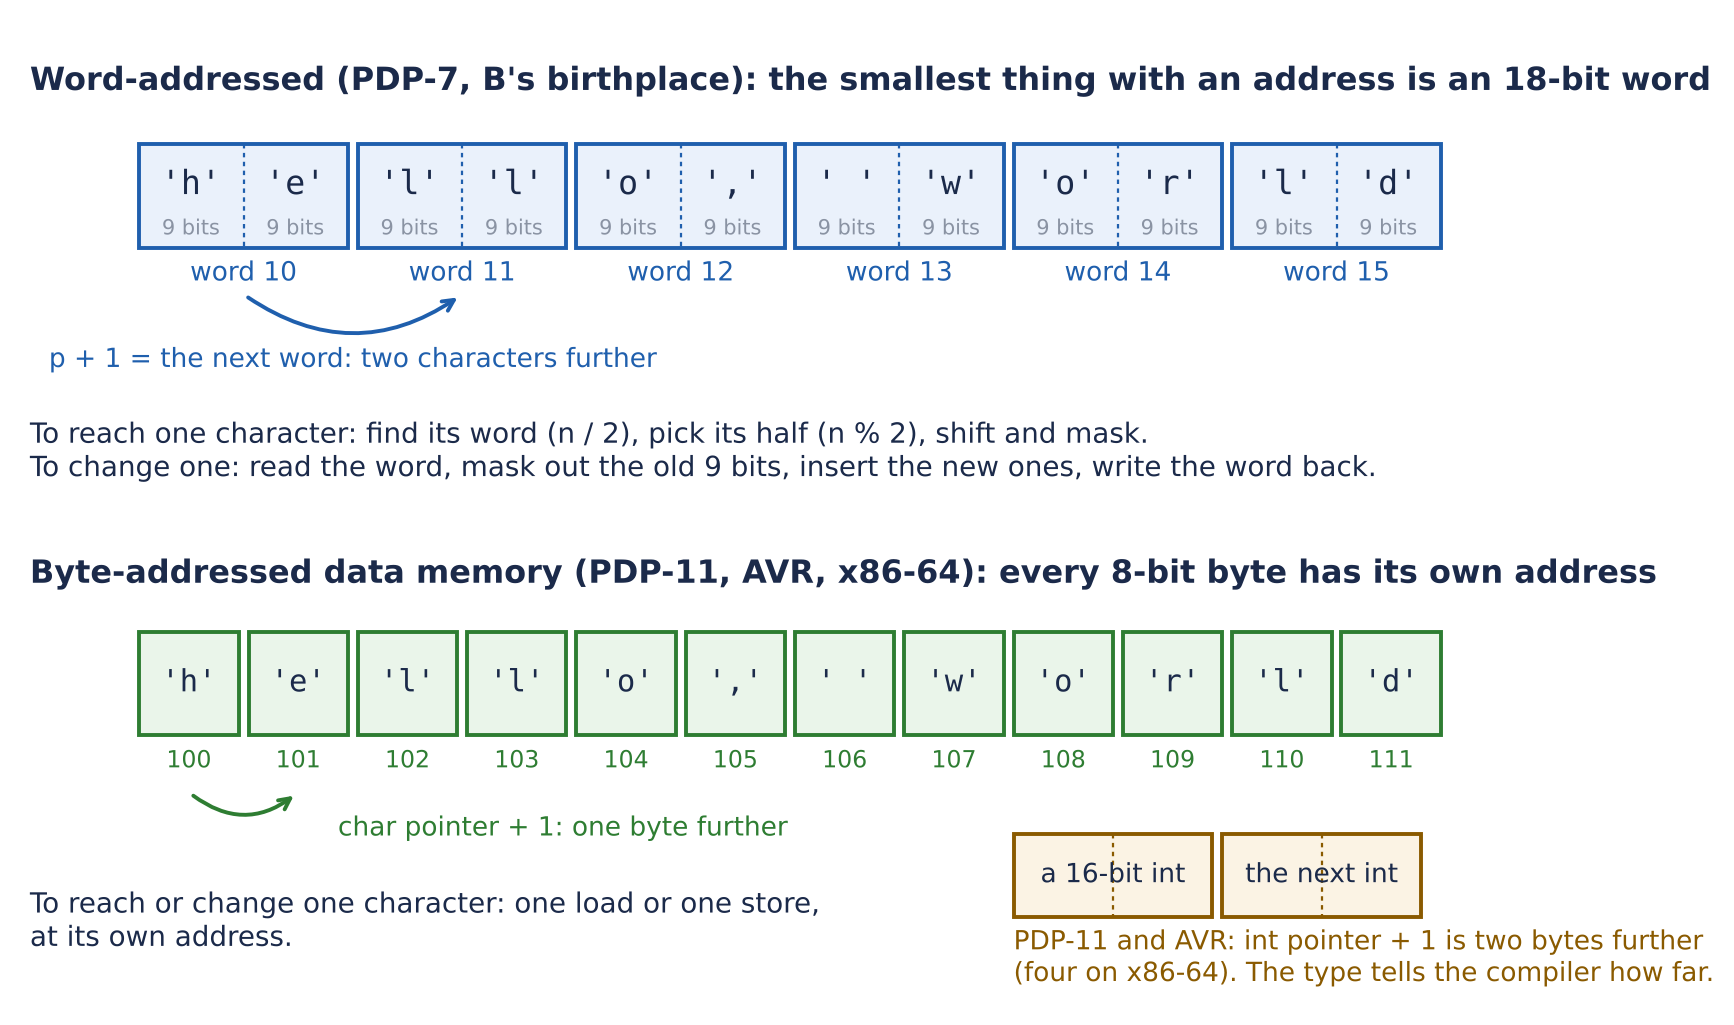 Word-addressed (PDP-7, B's birthplace): the smallest thing with an address is an 18-bit word
'h' 'e' 'l' 'l' 'o' ',' ' ' 'w' 'o' 'r' 'l' 'd'
9 bits 9 bits 9 bits 9 bits 9 bits 9 bits 9 bits 9 bits 9 bits 9 bits 9 bits 9 bits
word 10 word 11 word 12 word 13 word 14 word 15
p + 1 = the next word: two characters further
To reach one character: find its word (n / 2), pick its half (n % 2), shift and mask.
To change one: read the word, mask out the old 9 bits, insert the new ones, write the word back.
Byte-addressed data memory (PDP-11, AVR, x86-64): every 8-bit byte has its own address
'h' 'e' 'l' 'l' 'o' ',' ' ' 'w' 'o' 'r' 'l' 'd'
100 101 102 103 104 105 106 107 108 109 110 111
char pointer + 1: one byte further
To reach or change one character: one load or one store,
at its own address.
a 16-bit int the next int
PDP-11 and AVR: int pointer + 1 is two bytes further
(four on x86-64). The type tells the compiler how far.